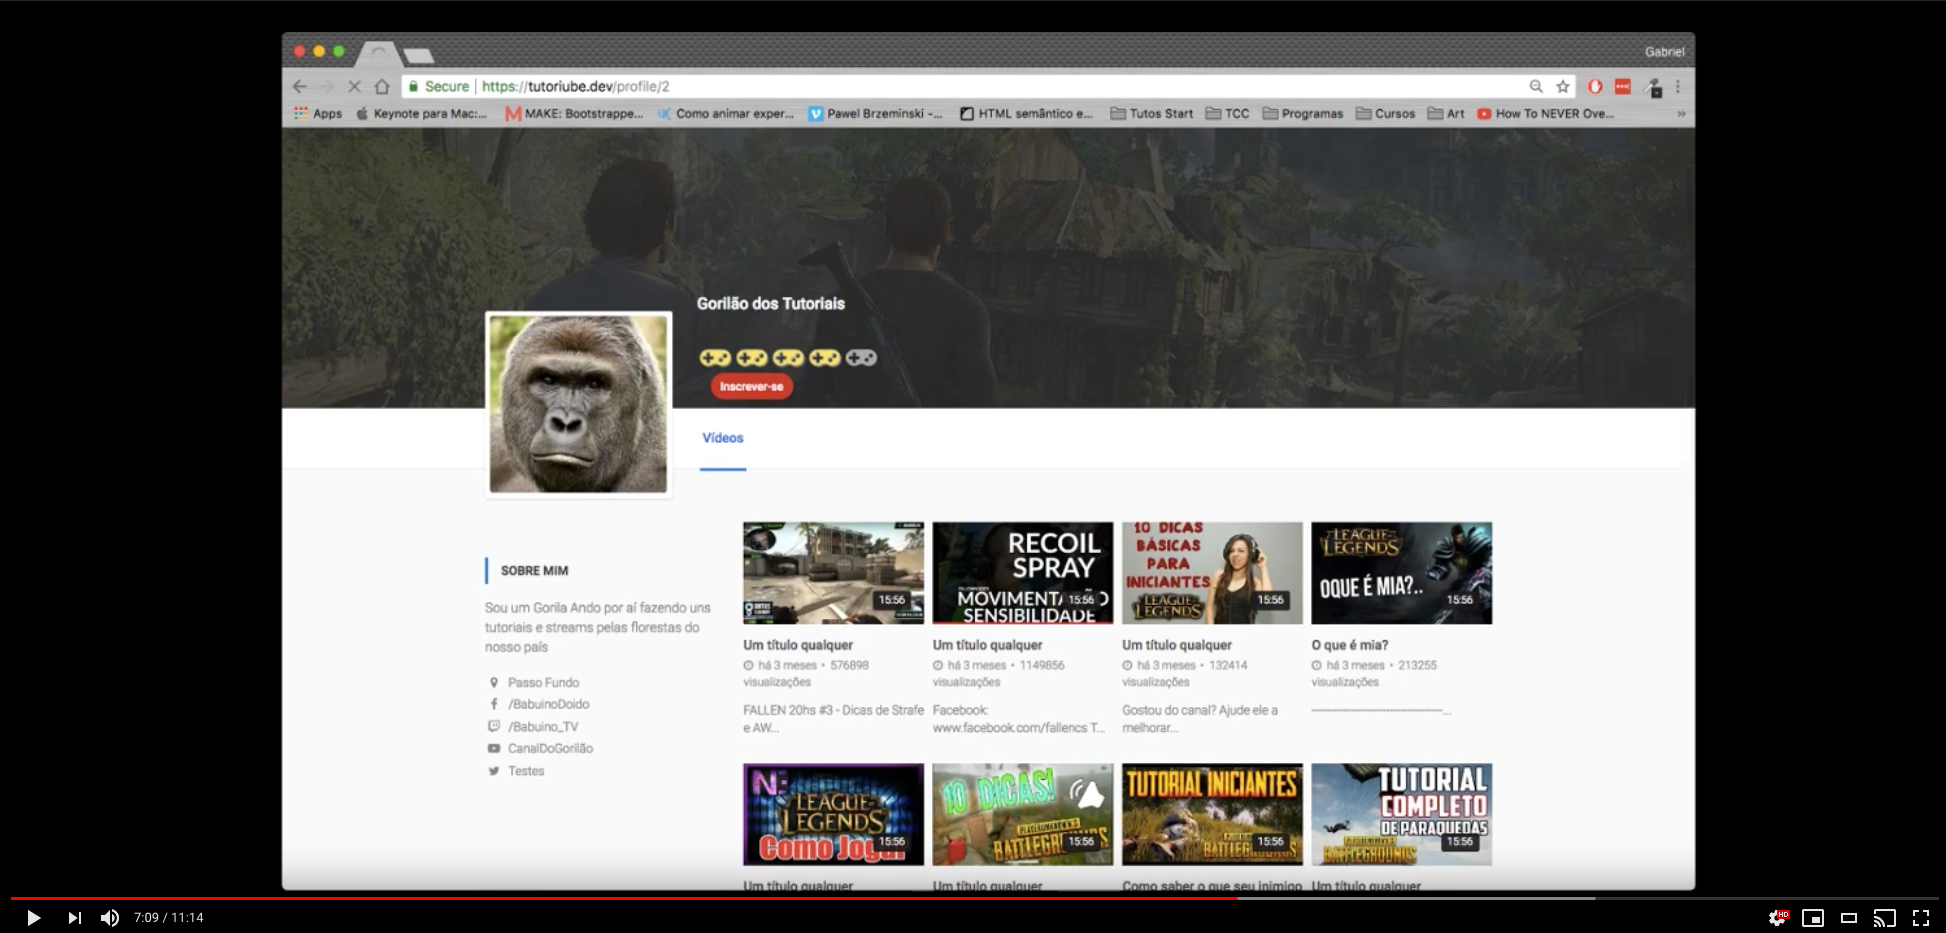 Gabriel
Secure | https://tutoriube.dev/profile/2
Apps Keynote para Mac:... MAKE: Bootstrappe... Como animar exper... Pawel Brzeminski -... HTML semântico e... Tutos Start TCC Programas Cursos Art How To NEVER Ove... »
Gorilão dos Tutoriais
Inscrever-se
Vídeos
SOBRE MIM
Sou um Gorila Ando por aí fazendo uns
tutoriais e streams pelas florestas do
nosso país
Passo Fundo
/BabuinoDoido
/Babuino_TV
CanalDoGorilão
Testes
15:56
Um título qualquer
há 3 meses • 576898
visualizações
FALLEN 20hs #3 - Dicas de Strafe
e AW...
RECOIL
SPRAY
MOVIMENTA
SENSIBILIDADE
15:56
Um título qualquer
há 3 meses • 1149856
visualizações
Facebook:
www.facebook.com/fallencs T...
10 DICAS
BÁSICAS
PARA
INICIANTES
LEAGUE
LEGENDS
15:56
Um título qualquer
há 3 meses • 132414
visualizações
Gostou do canal? Ajude ele a
melhorar...
LEAGUE
LEGENDS
OQUE É MIA?..
15:56
O que é mia?
há 3 meses • 213255
visualizações
LEAGUE
LEGENDS
Como Jogar
15:56
Um título qualquer
10 DICAS!
BATTLEGR
15:56
Um título qualquer
TUTORIAL INICIANTES
BATTLEG
15:56
Como saber o que seu inimigo
TUTORIAL
COMPLETO
DE PARAQUEDAS
BATTLEGROUNDS
15:56
Um título qualquer
7:09 / 11:14
HD